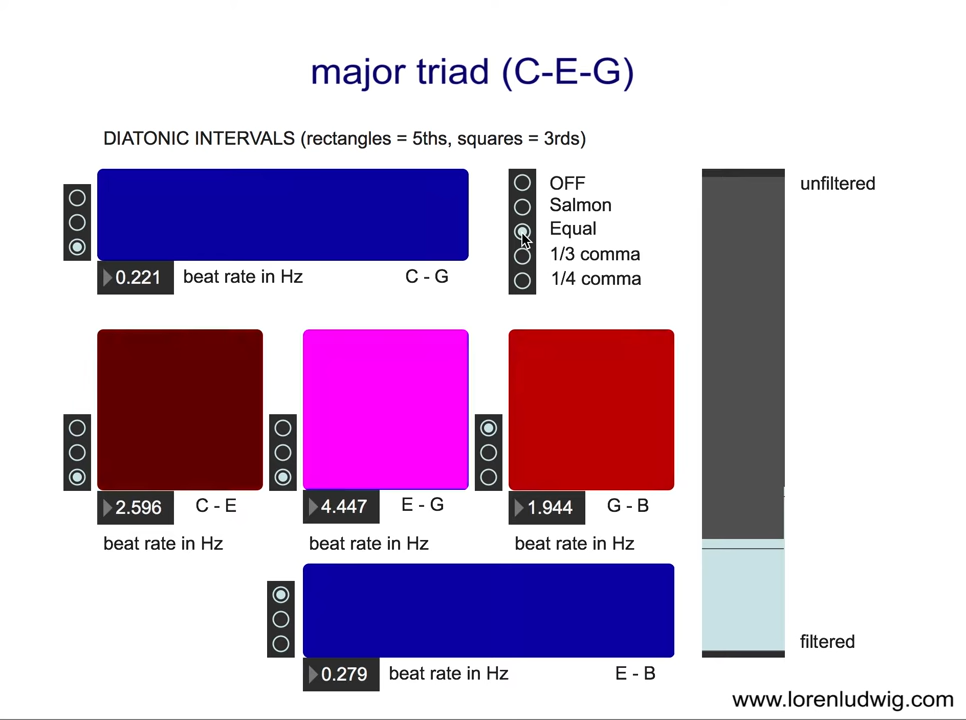 major triad (C-E-G)
DIATONIC INTERVALS (rectangles = 5ths, squares = 3rds)
OFF
Salmon
Equal
1/3 comma
1/4 comma
unfiltered
0.221 beat rate in Hz C - G
2.596 C - E
beat rate in Hz
4.447 E - G
beat rate in Hz
1.944 G - B
beat rate in Hz
filtered
0.279 beat rate in Hz E - B
www.lorenludwig.com